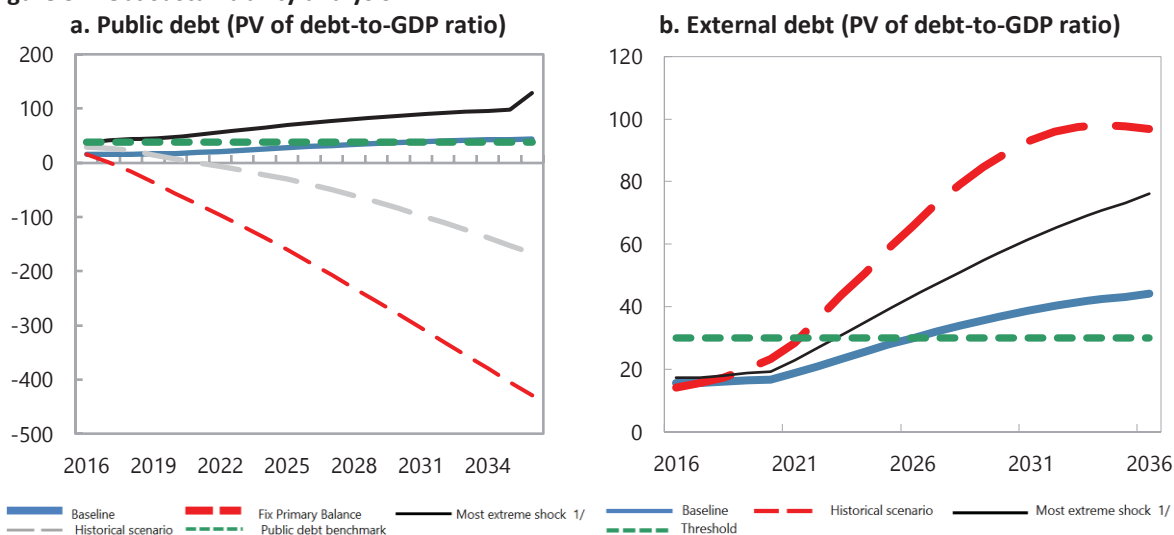 a. Public debt (PV of debt-to-GDP ratio)
200
100
0
-100
-200
-300
-400
-500
2016 2019 2022 2025 2028 2031 2034
Baseline Fix Primary Balance Most extreme shock 1/
Historical scenario Public debt benchmark
b. External debt (PV of debt-to-GDP ratio)
120
100
80
60
40
20
0
2016 2021 2026 2031 2036
Baseline Historical scenario Most extreme shock 1/
Threshold